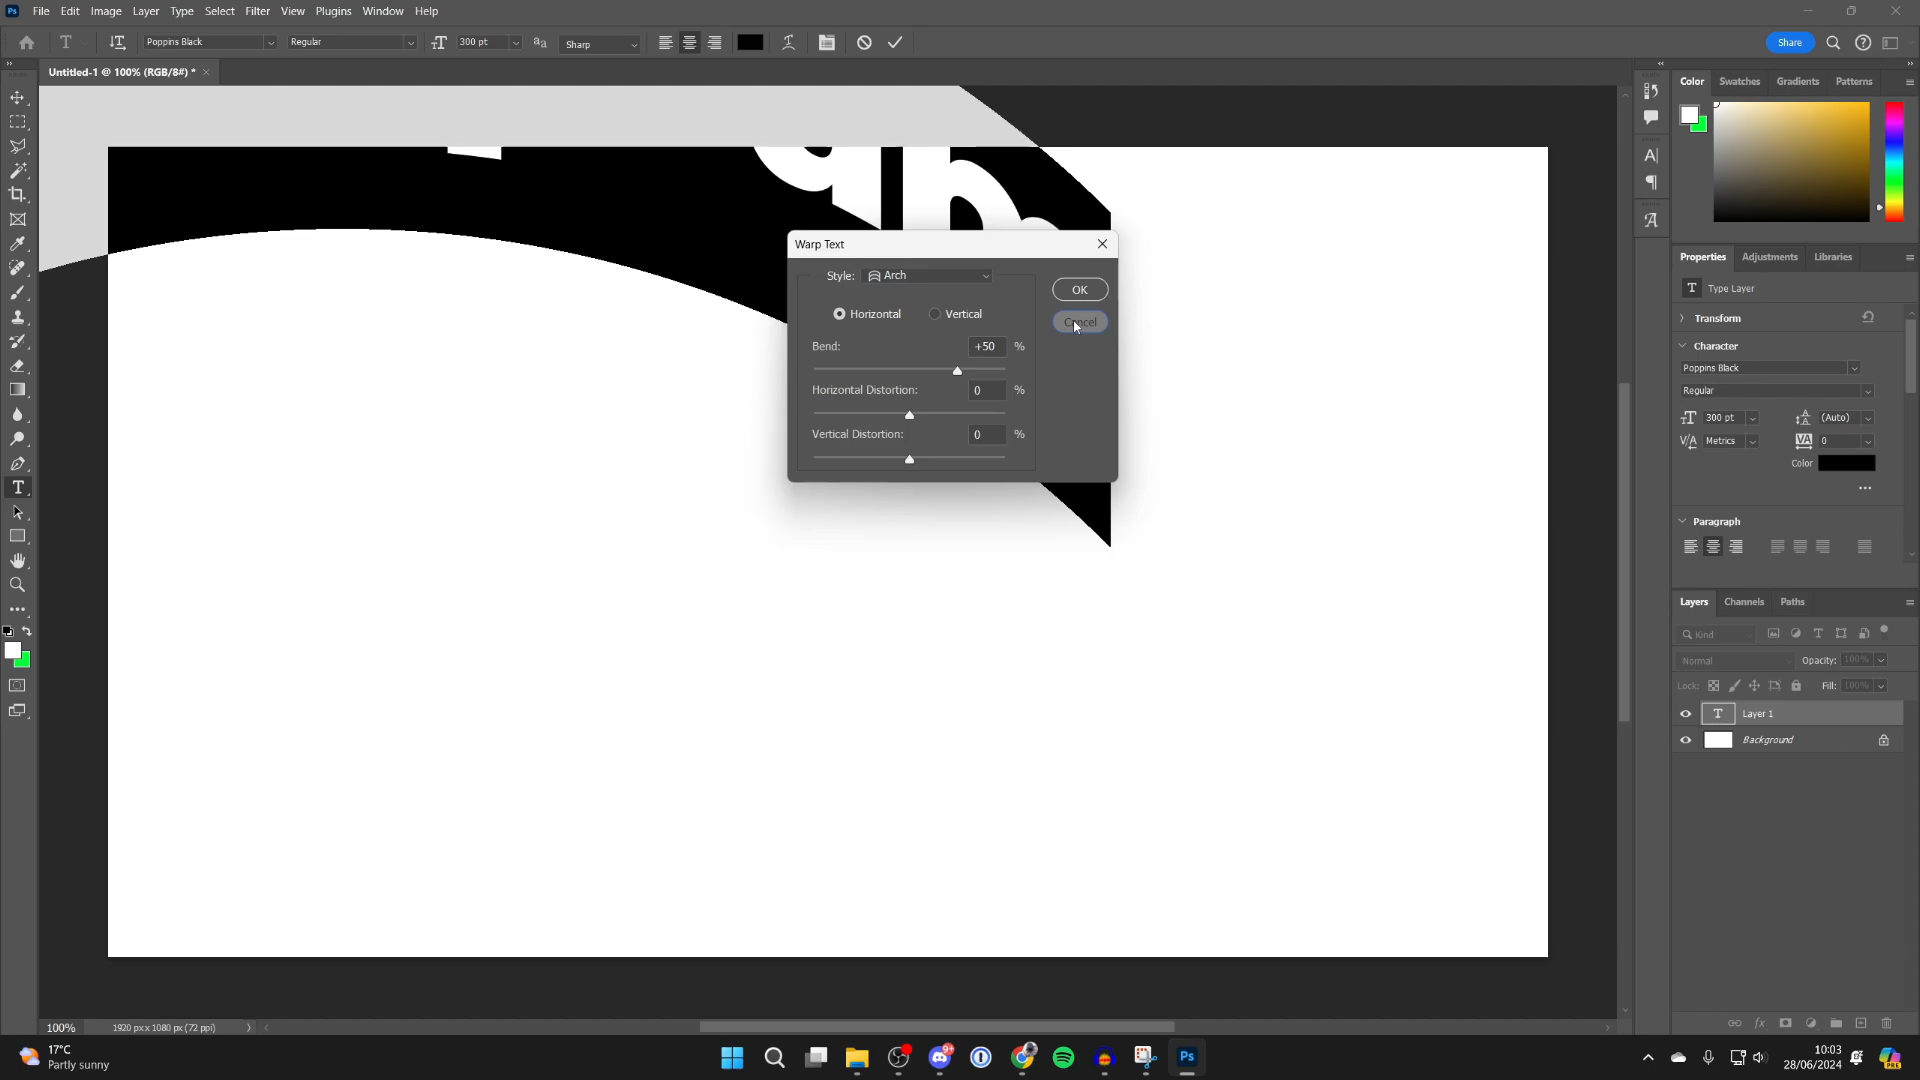 Ps File Edit Image Layer Type Select Filter View Plugins Window Help
Poppins Black Regular 300 pt Sharp Share
Untitled-1 @ 100% (RGB/8#) *
Color Swatches Gradients Patterns
Warp Text
Style: Arch
OK
Horizontal Vertical
Cancel
Bend: +50 %
Horizontal Distortion: 0 %
Vertical Distortion: 0 %
Properties Adjustments Libraries
T Type Layer
Transform
Character
Poppins Black
Regular
300 pt (Auto)
Metrics 0
Color
Paragraph
Layers Channels Paths
Kind
Normal Opacity: 100%
Lock: Fill: 100%
T Layer 1
Background
100% 1920 px x 1080 px (72 ppi)
17°C
Partly sunny
9+
Ps
10:03
28/06/2024
PRE